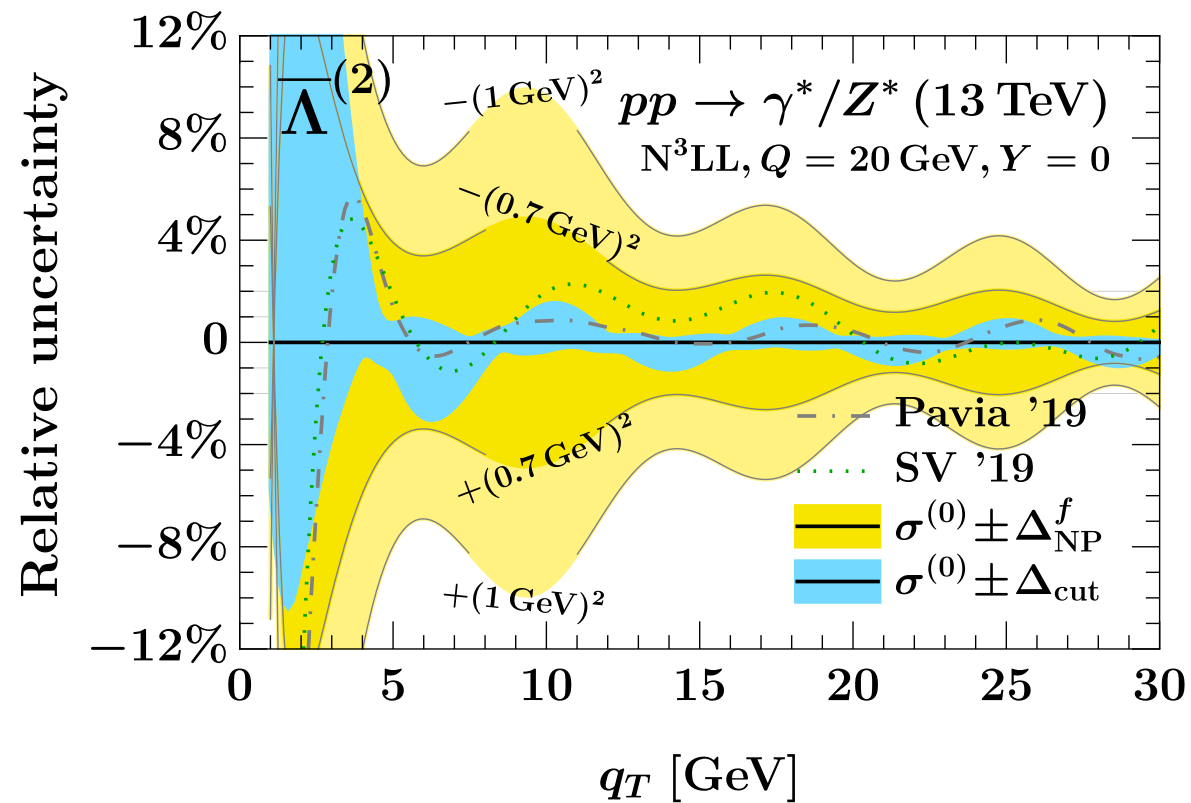 12%
8%
4%
0
−4%
−8%
−12%
Relative uncertainty
Λ̅⁽²⁾
−(1 GeV)²
pp → γ*/Z* (13 TeV)
N³LL, Q = 20 GeV, Y = 0
−(0.7 GeV)²
+(0.7 GeV)²
+(1 GeV)²
Pavia ’19
SV ’19
σ⁽⁰⁾ ± Δ^f_NP
σ⁽⁰⁾ ± Δ_cut
0 5 10 15 20 25 30
q_T [GeV]